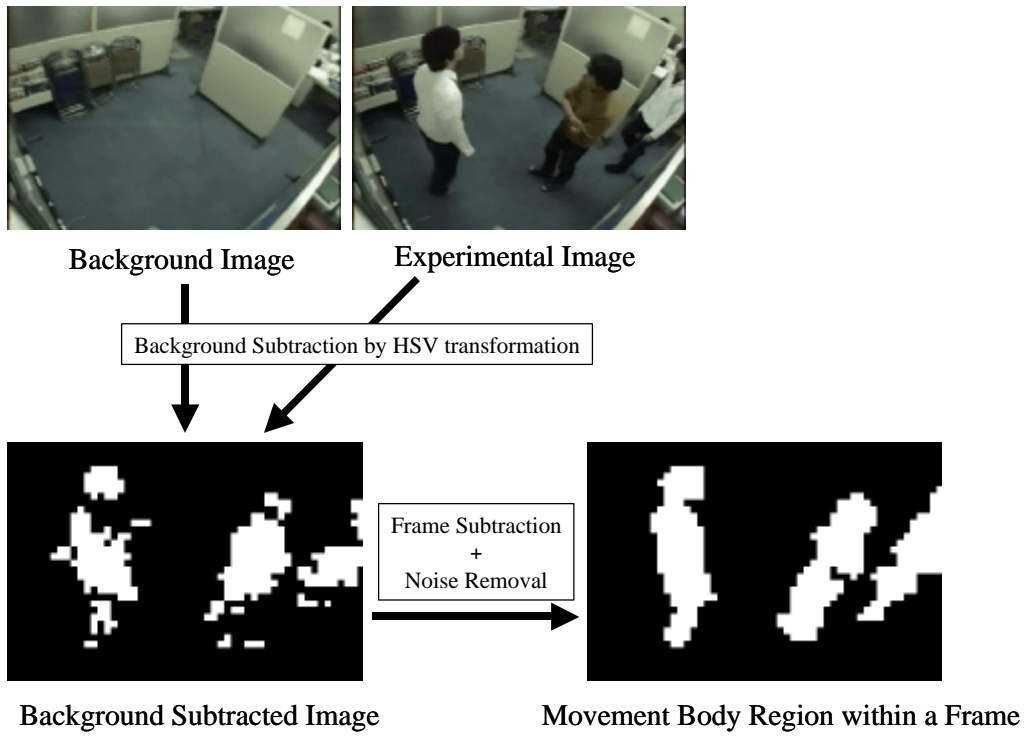 Background Image
Experimental Image
Background Subtraction by HSV transformation
Frame Subtraction
+
Noise Removal
Background Subtracted Image
Movement Body Region within a Frame